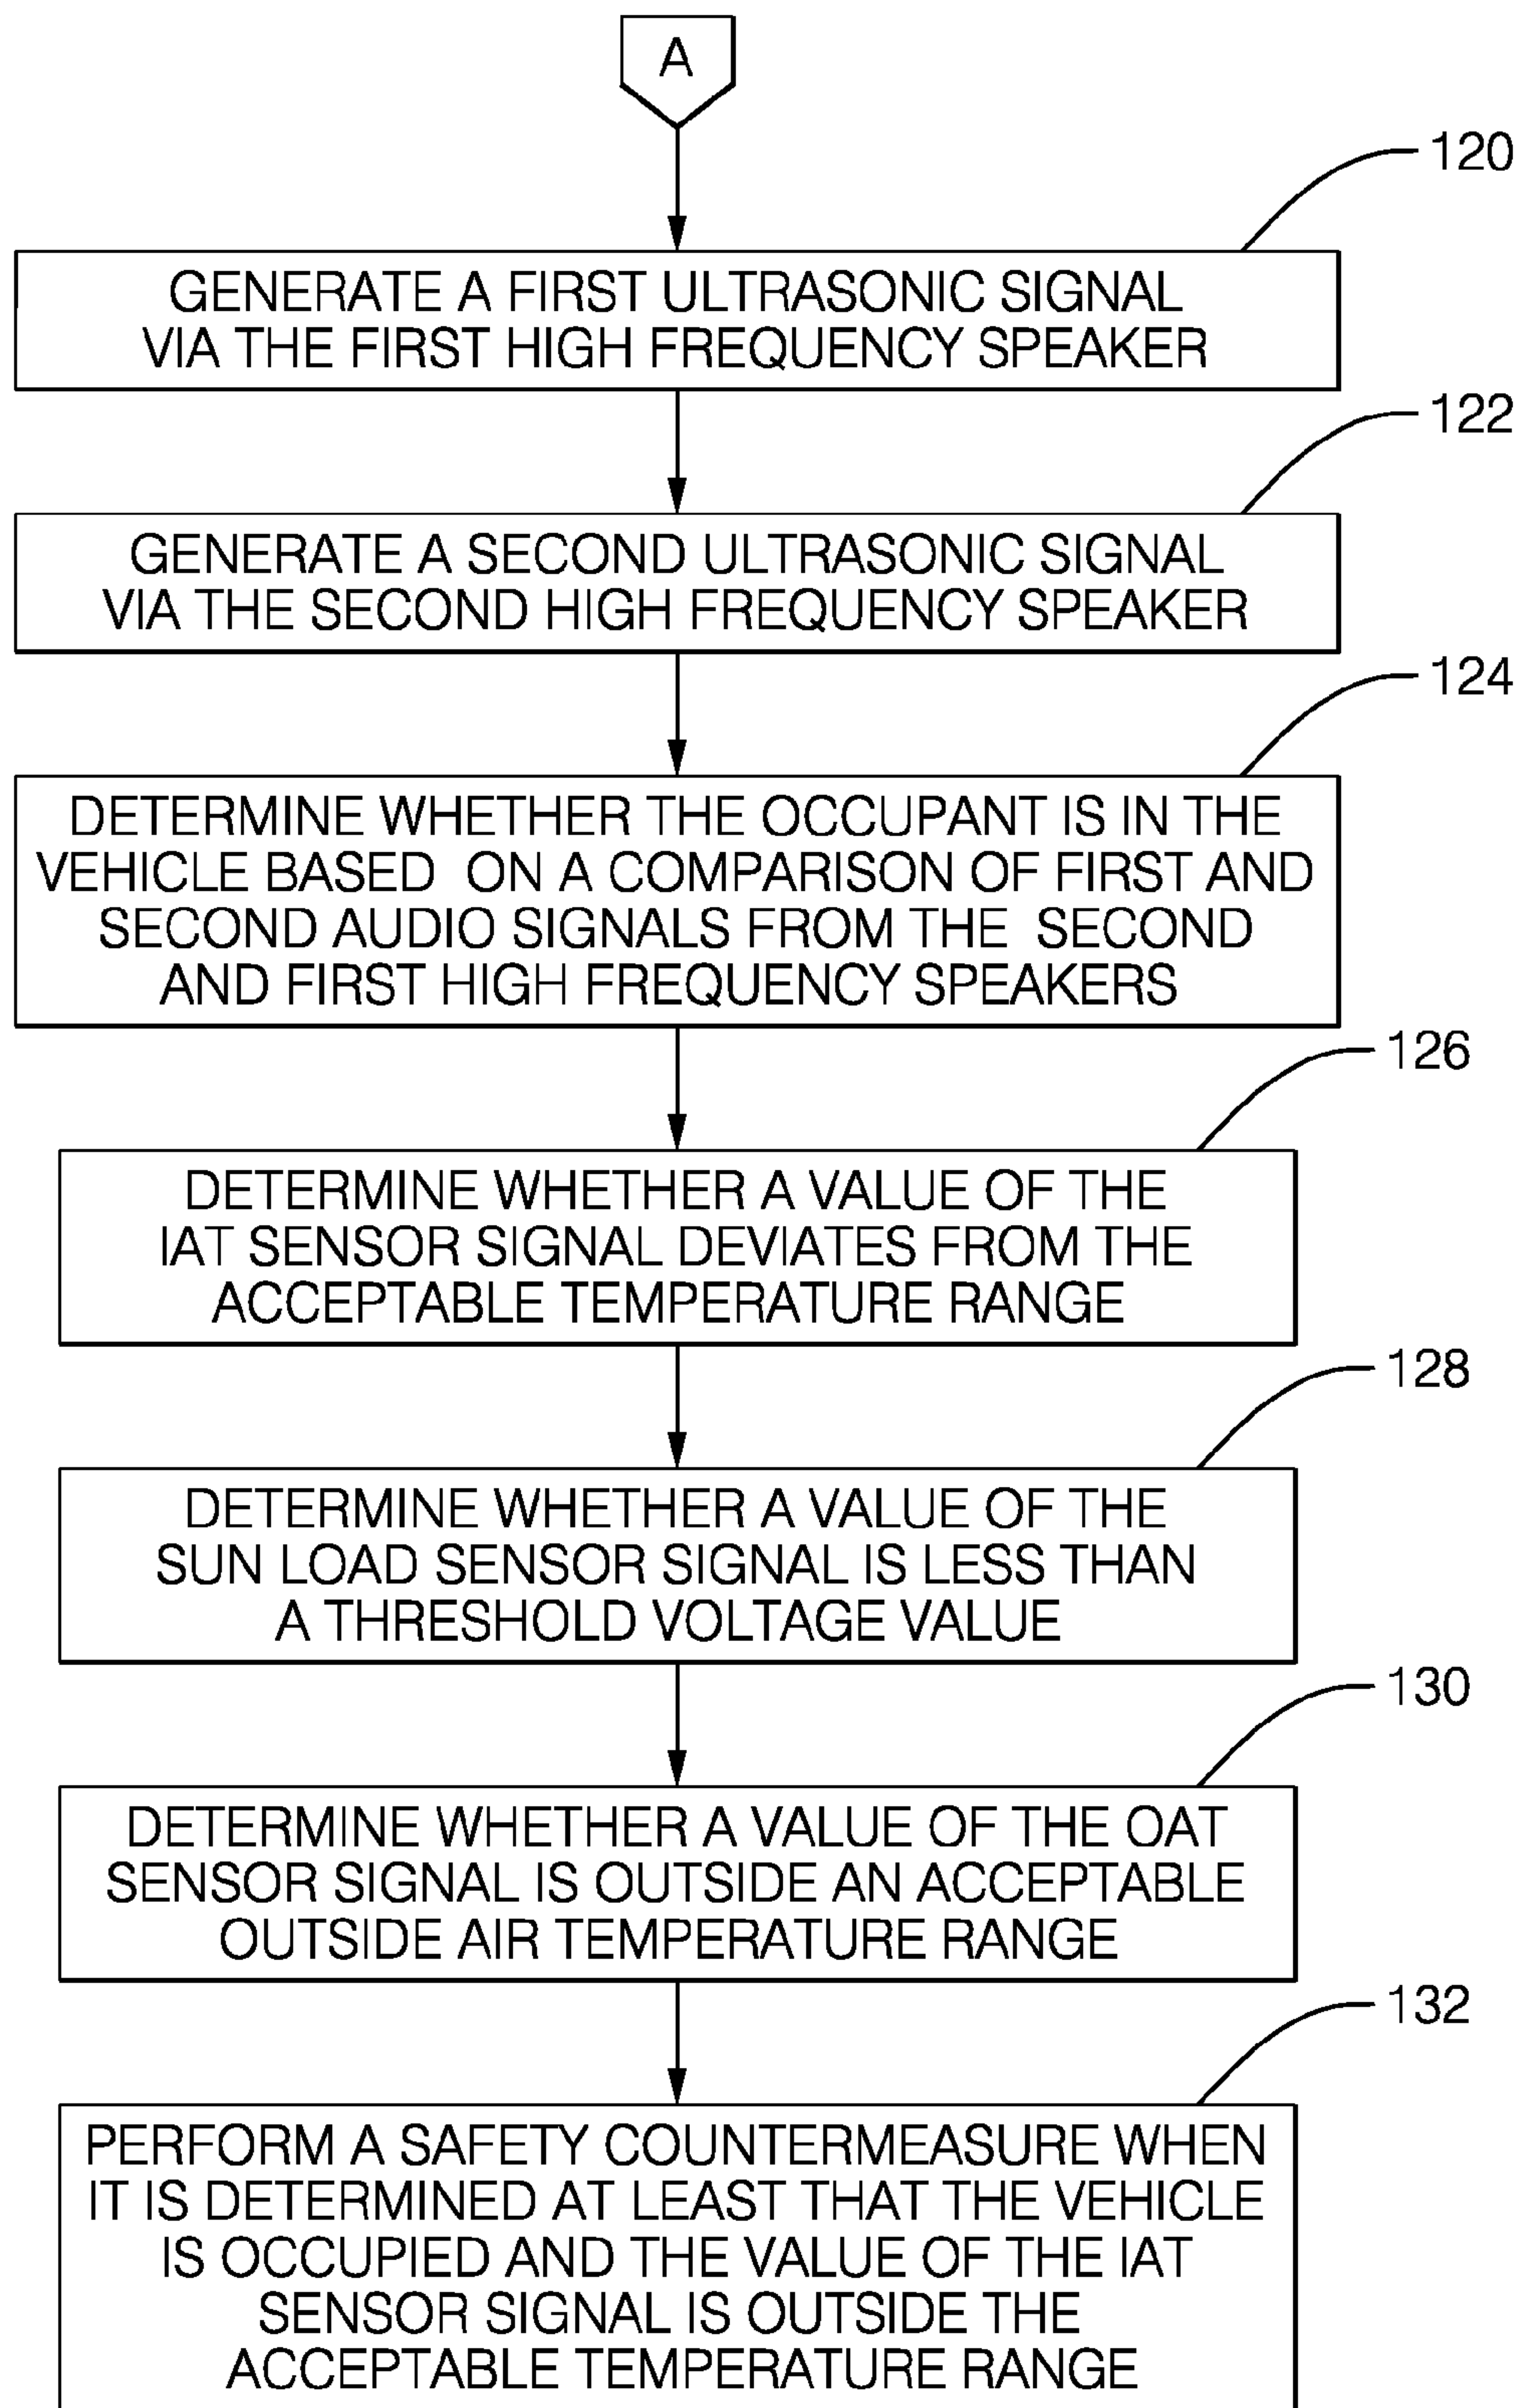 A
120
GENERATE A FIRST ULTRASONIC SIGNAL
VIA THE FIRST HIGH FREQUENCY SPEAKER
122
GENERATE A SECOND ULTRASONIC SIGNAL
VIA THE SECOND HIGH FREQUENCY SPEAKER
124
DETERMINE WHETHER THE OCCUPANT IS IN THE
VEHICLE BASED ON A COMPARISON OF FIRST AND
SECOND AUDIO SIGNALS FROM THE SECOND
AND FIRST HIGH FREQUENCY SPEAKERS
126
DETERMINE WHETHER A VALUE OF THE
IAT SENSOR SIGNAL DEVIATES FROM THE
ACCEPTABLE TEMPERATURE RANGE
128
DETERMINE WHETHER A VALUE OF THE
SUN LOAD SENSOR SIGNAL IS LESS THAN
A THRESHOLD VOLTAGE VALUE
130
DETERMINE WHETHER A VALUE OF THE OAT
SENSOR SIGNAL IS OUTSIDE AN ACCEPTABLE
OUTSIDE AIR TEMPERATURE RANGE
132
PERFORM A SAFETY COUNTERMEASURE WHEN
IT IS DETERMINED AT LEAST THAT THE VEHICLE
IS OCCUPIED AND THE VALUE OF THE IAT
SENSOR SIGNAL IS OUTSIDE THE
ACCEPTABLE TEMPERATURE RANGE